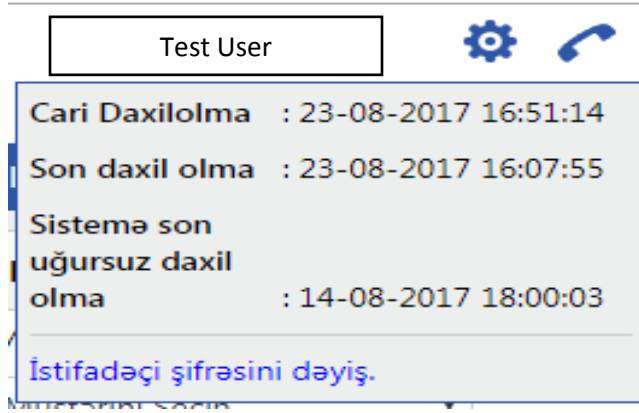 Test User
Cari Daxilolma : 23-08-2017 16:51:14
Son daxil olma : 23-08-2017 16:07:55
Sistemə son
uğursuz daxil
olma : 14-08-2017 18:00:03
İstifadəçi şifrəsini dəyiş.